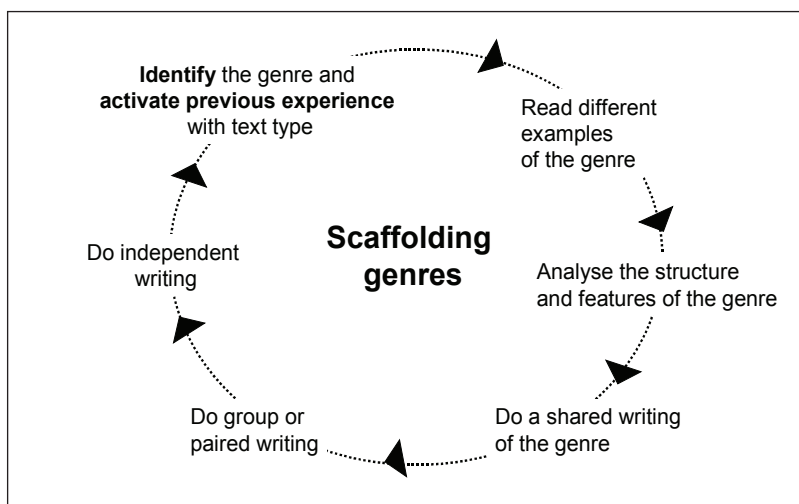 Identify the genre and
activate previous experience
with text type
Read different
examples
of the genre
Analyse the structure
and features of the genre
Do a shared writing
of the genre
Do group or
paired writing
Do independent
writing
Scaffolding
genres